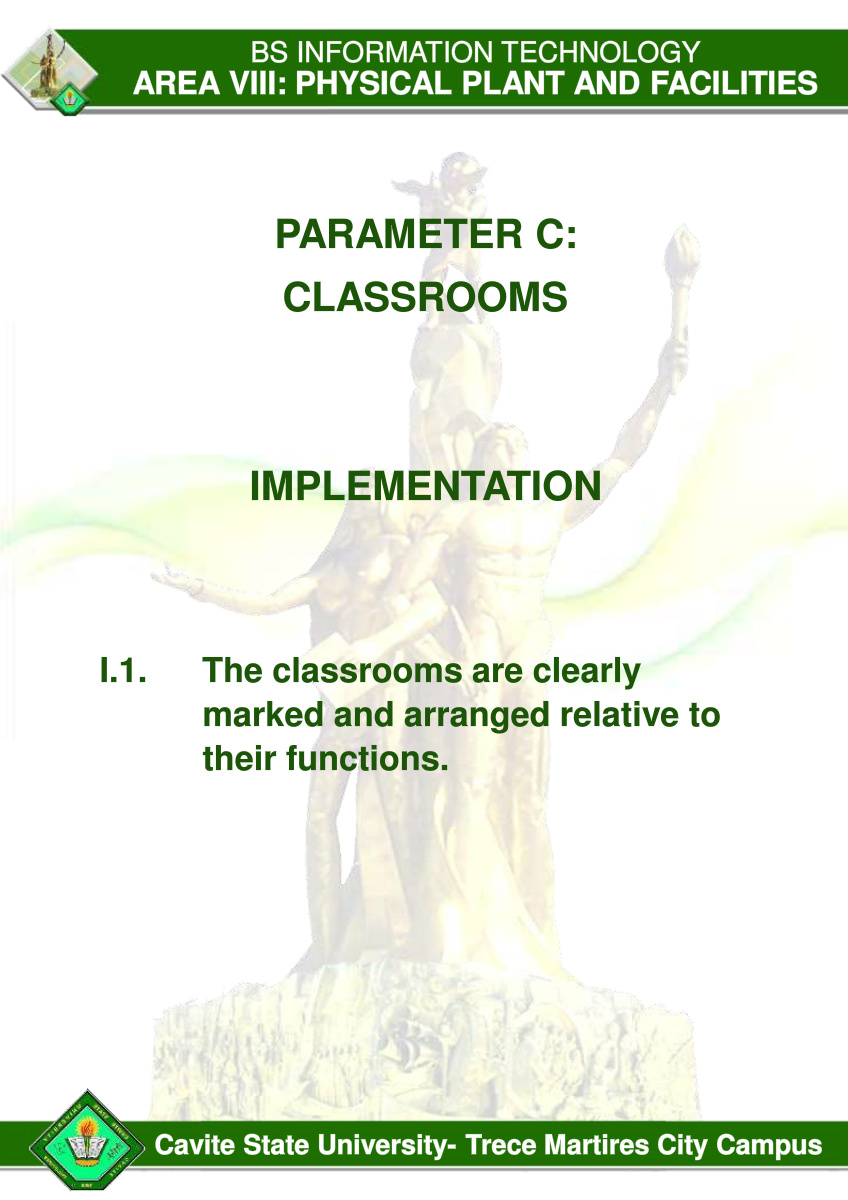 BS INFORMATION TECHNOLOGY
AREA VIII: PHYSICAL PLANT AND FACILITIES
PARAMETER C:
CLASSROOMS
IMPLEMENTATION
I.1. The classrooms are clearly
marked and arranged relative to
their functions.
Cavite State University- Trece Martires City Campus